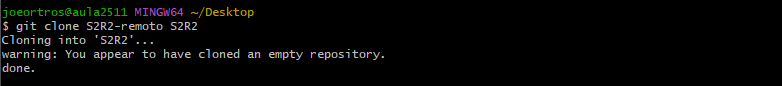 joeortros@aula2511 MINGW64 ~/Desktop
$ git clone S2R2-remoto S2R2
Cloning into 'S2R2'...
warning: You appear to have cloned an empty repository.
done.